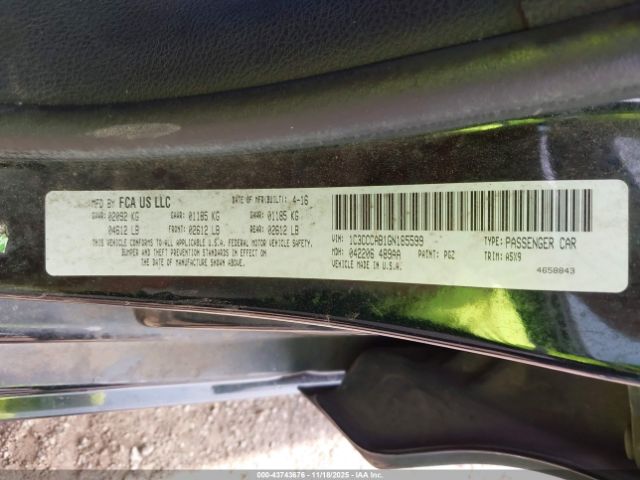 MFD BY FCA US LLC DATE OF MFR(BUILT): 4-16
GVWR: 02092 KG GAWR: 01185 KG GAWR: 01185 KG
04612 LB FRONT: 02612 LB REAR: 02612 LB
THIS VEHICLE CONFORMS TO ALL APPLICABLE U.S.A. FEDERAL MOTOR VEHICLE SAFETY,
BUMPER AND THEFT PREVENTION STANDARDS IN EFFECT ON
THE DATE OF MANUFACTURE SHOWN ABOVE.
VIN: 1C3CCCAB1GN185599 TYPE: PASSENGER CAR
MDH: 042206 489AA PAINT: PGZ TRIM: A5X9
VEHICLE MADE IN U.S.A. 4658843
000-43743676 • 11/18/2025 • IAAI.COM